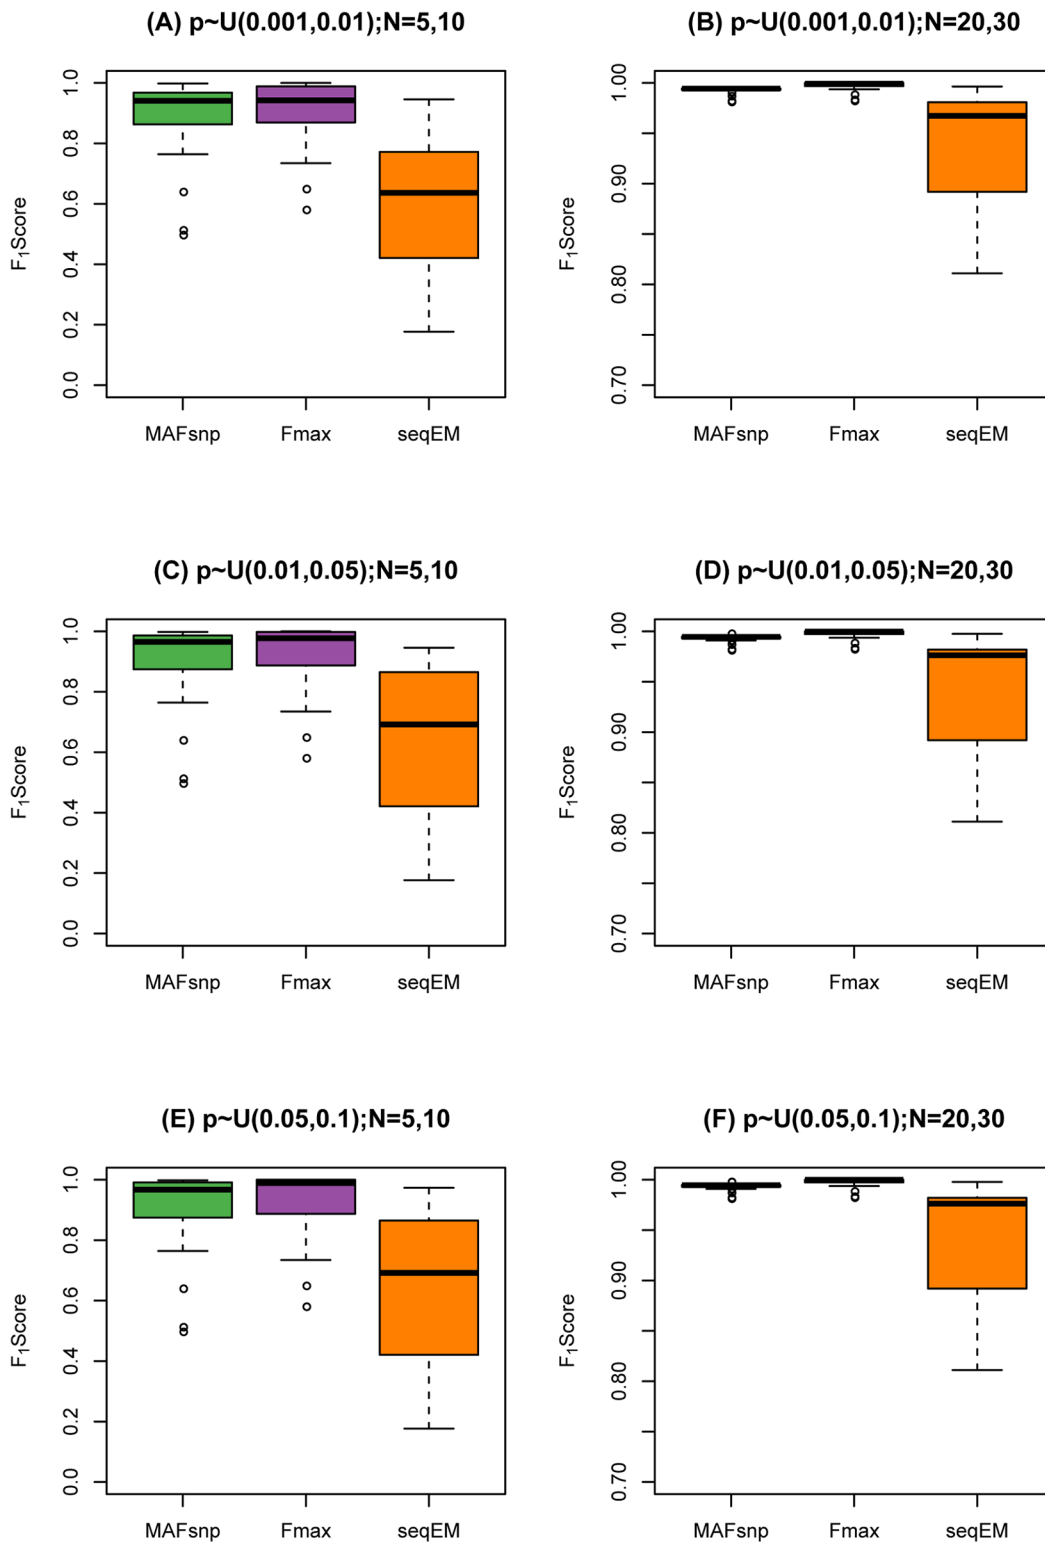 (A) p~U(0.001,0.01);N=5,10
F1Score
1.0
0.8
0.6
0.4
0.2
0.0
MAFsnp Fmax seqEM
(B) p~U(0.001,0.01);N=20,30
F1Score
1.00
0.90
0.80
0.70
MAFsnp Fmax seqEM
(C) p~U(0.01,0.05);N=5,10
F1Score
1.0
0.8
0.6
0.4
0.2
0.0
MAFsnp Fmax seqEM
(D) p~U(0.01,0.05);N=20,30
F1Score
1.00
0.90
0.80
0.70
MAFsnp Fmax seqEM
(E) p~U(0.05,0.1);N=5,10
F1Score
1.0
0.8
0.6
0.4
0.2
0.0
MAFsnp Fmax seqEM
(F) p~U(0.05,0.1);N=20,30
F1Score
1.00
0.90
0.80
0.70
MAFsnp Fmax seqEM